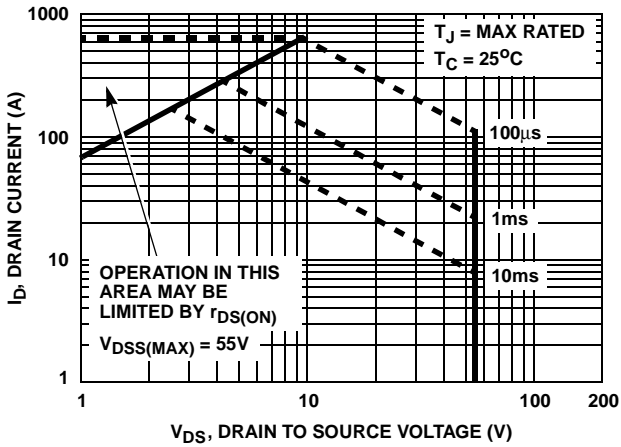 1000
100
10
1
I_D, DRAIN CURRENT (A)
T_J = MAX RATED
T_C = 25°C
100μs
1ms
10ms
OPERATION IN THIS
AREA MAY BE
LIMITED BY r_DS(ON)
V_DSS(MAX) = 55V
1
10
100
200
V_DS, DRAIN TO SOURCE VOLTAGE (V)